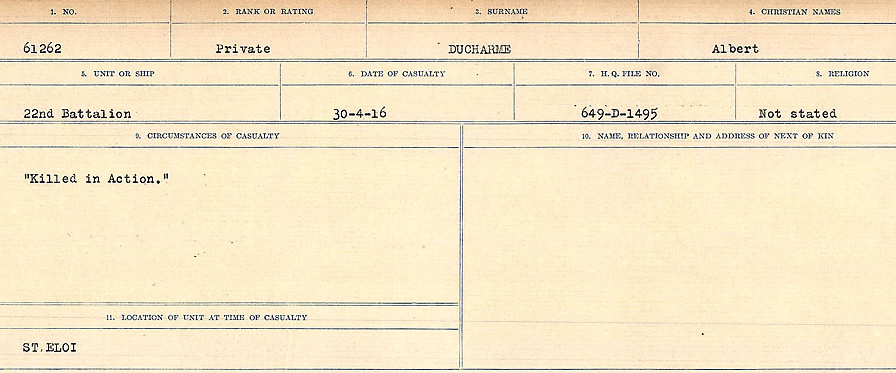 1. NO. 2. RANK OR RATING 3. SURNAME 4. CHRISTIAN NAMES
61262 Private DUCHARME Albert
5. UNIT OR SHIP 6. DATE OF CASUALTY 7. H. Q. FILE NO. 8. RELIGION
22nd Battalion 30-4-16 649-D-1495 Not stated
9. CIRCUMSTANCES OF CASUALTY 10. NAME, RELATIONSHIP AND ADDRESS OF NEXT OF KIN
"Killed in Action."
11. LOCATION OF UNIT AT TIME OF CASUALTY
ST. ELOI